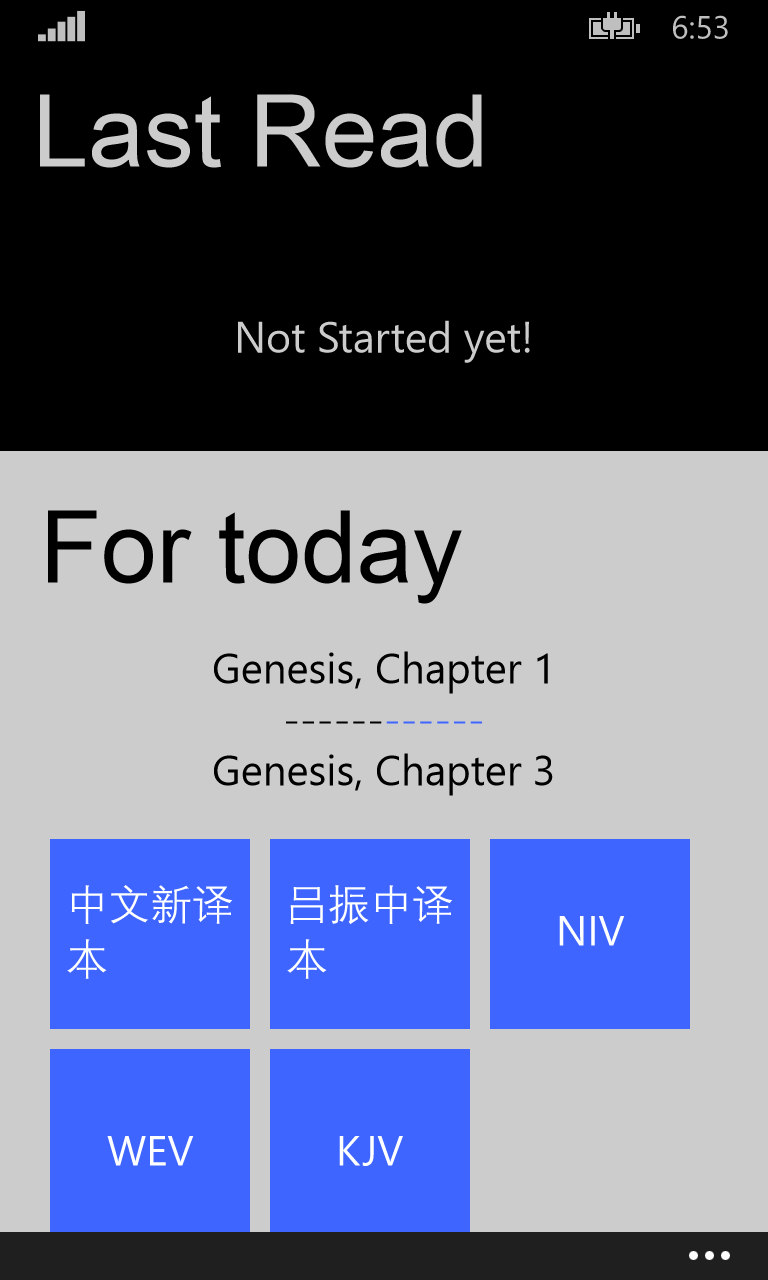 6:53
Last Read
Not Started yet!
For today
Genesis, Chapter 1
------------
Genesis, Chapter 3
中文新译
本
吕振中译
本
NIV
WEV
KJV